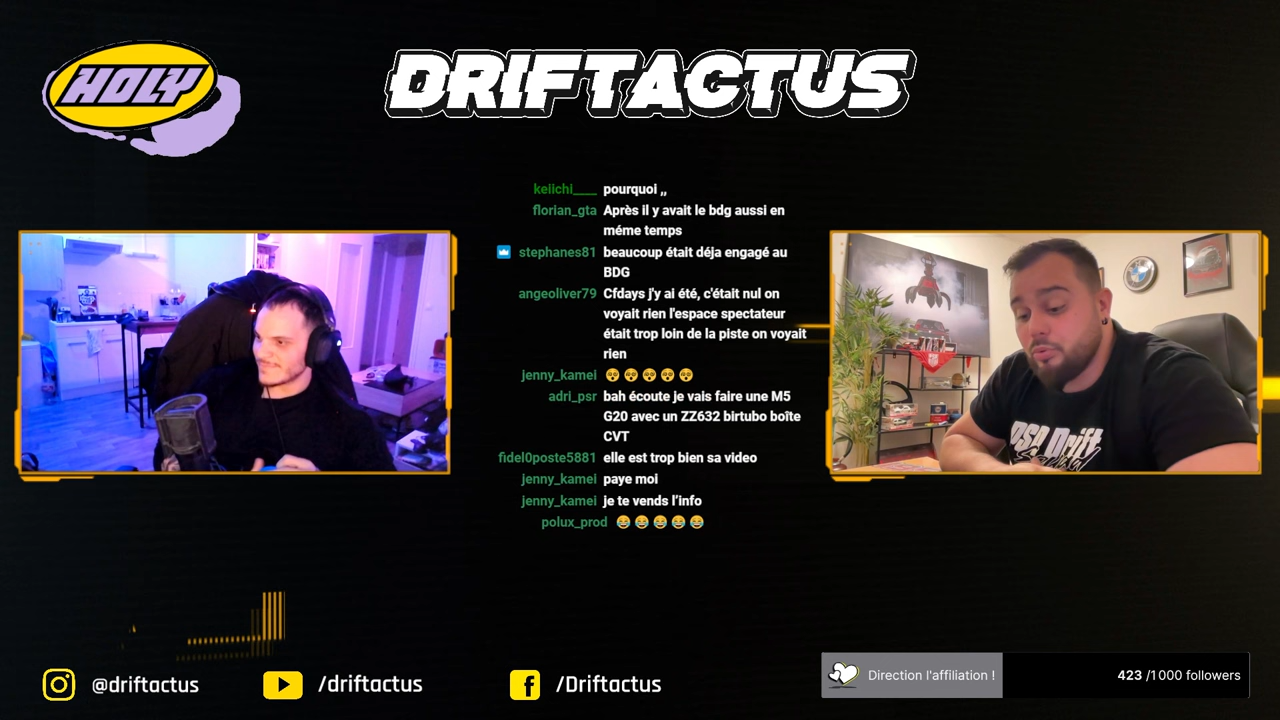 HOLY
DRIFTACTUS
keiichi____ pourquoi ,,
florian_gta Après il y avait le bdg aussi en
méme temps
stephanes81 beaucoup était déja engagé au
BDG
angeoliver79 Cfdays j'y ai été, c'était nul on
voyait rien l'espace spectateur
était trop loin de la piste on voyait
rien
jenny_kamei 😵😵😵😵😵
adri_psr bah écoute je vais faire une M5
G20 avec un ZZ632 birtubo boîte
CVT
fidel0poste5881 elle est trop bien sa video
jenny_kamei paye moi
jenny_kamei je te vends l'info
polux_prod 😂😂😂😂😂
Drift
Squad
@driftactus
/driftactus
/Driftactus
Direction l'affiliation !
423 /1 000 followers